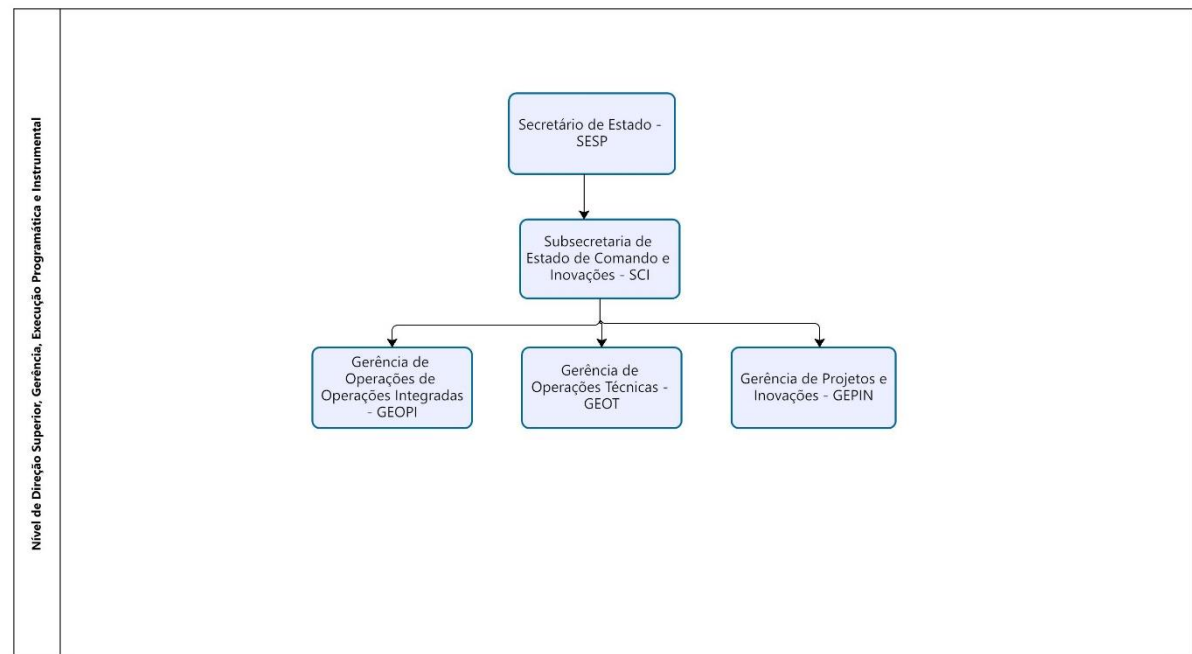 Nível de Direção Superior, Gerência, Execução Programática e Instrumental
Secretário de Estado -
SESP
Subsecretaria de
Estado de Comando e
Inovações - SCI
Gerência de
Operações de
Operações Integradas
- GEOPI
Gerência de
Operações Técnicas -
GEOT
Gerência de Projetos e
Inovações - GEPIN